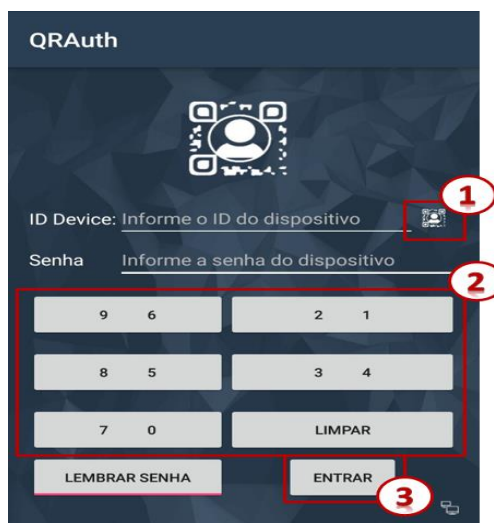 QRAuth
ID Device: Informe o ID do dispositivo
1
Senha Informe a senha do dispositivo
2
9 6 2 1
8 5 3 4
7 0 LIMPAR
LEMBRAR SENHA ENTRAR
3